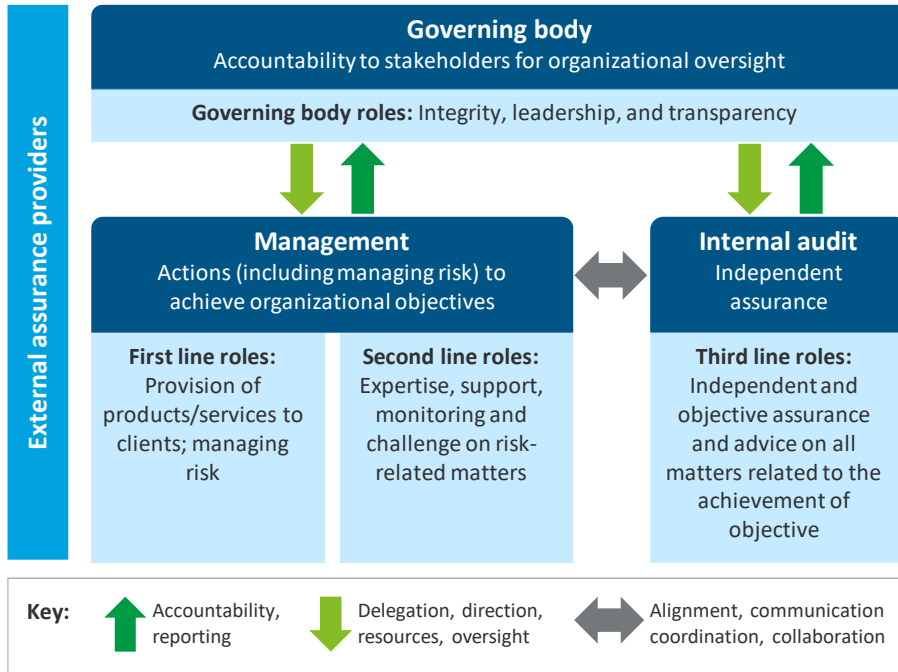 External assurance providers
Governing body
Accountability to stakeholders for organizational oversight
Governing body roles: Integrity, leadership, and transparency
Management
Actions (including managing risk) to
achieve organizational objectives
Internal audit
Independent
assurance
First line roles:
Provision of
products/services to
clients; managing
risk
Second line roles:
Expertise, support,
monitoring and
challenge on risk-
related matters
Third line roles:
Independent and
objective assurance
and advice on all
matters related to the
achievement of
objective
Key:
Accountability,
reporting
Delegation, direction,
resources, oversight
Alignment, communication
coordination, collaboration